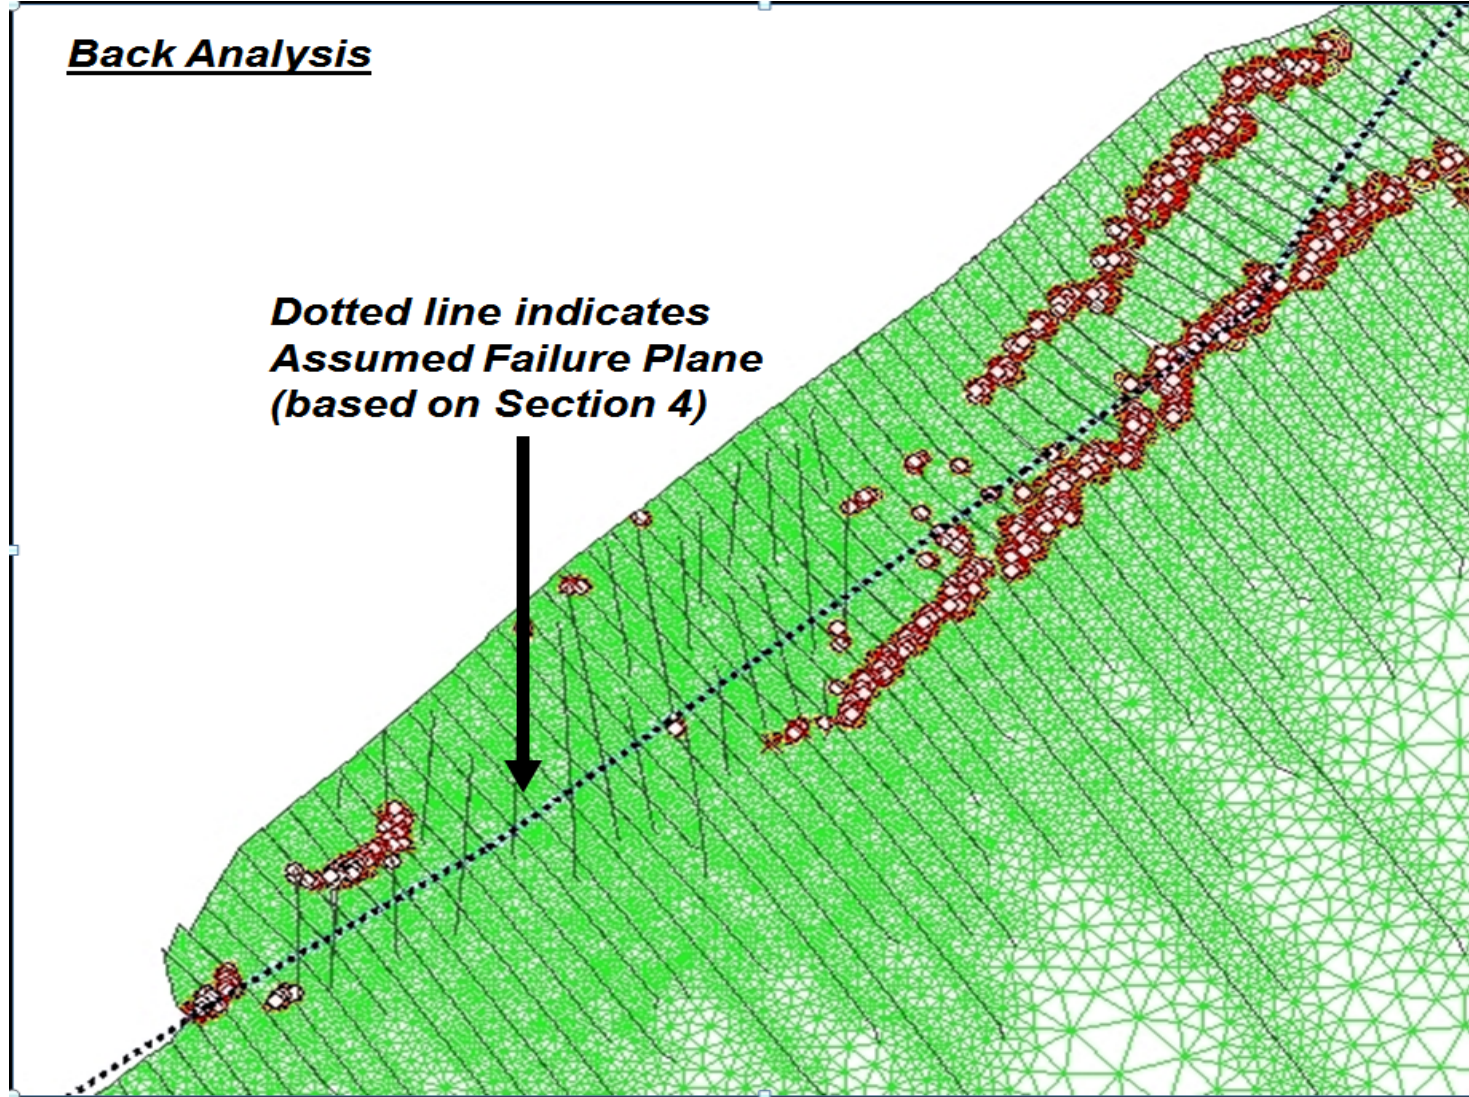 Back Analysis
Dotted line indicates
Assumed Failure Plane
(based on Section 4)